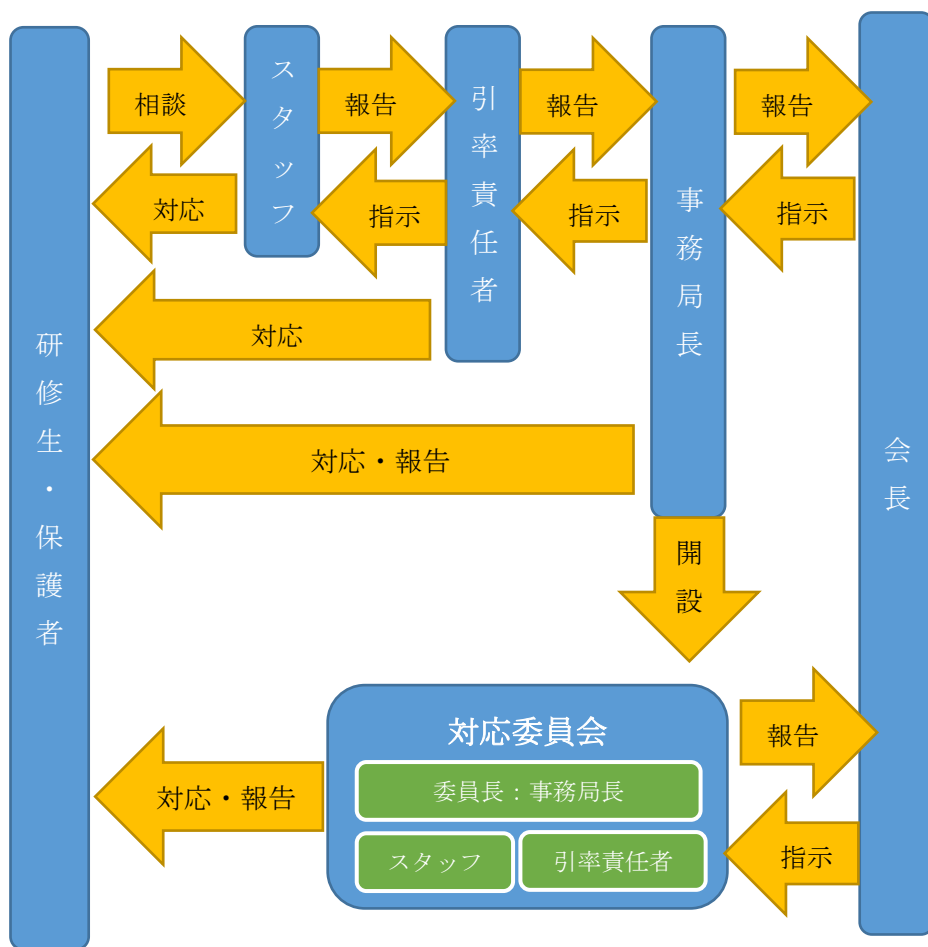 相談
報告
報告
報告
スタッフ
引率責任者
事務局長
対応
指示
指示
指示
対応
研修生・保護者
対応・報告
会長
開設
対応委員会
報告
委員長：事務局長
対応・報告
スタッフ
引率責任者
指示